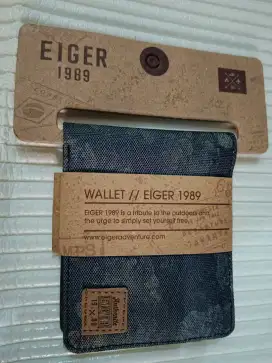 EIGER
1989
WALLET // EIGER 1989
EIGER 1989 is a tribute to the outdoors and
the urge to simply set yourself free.
www.eigeradventure.com
EIGER